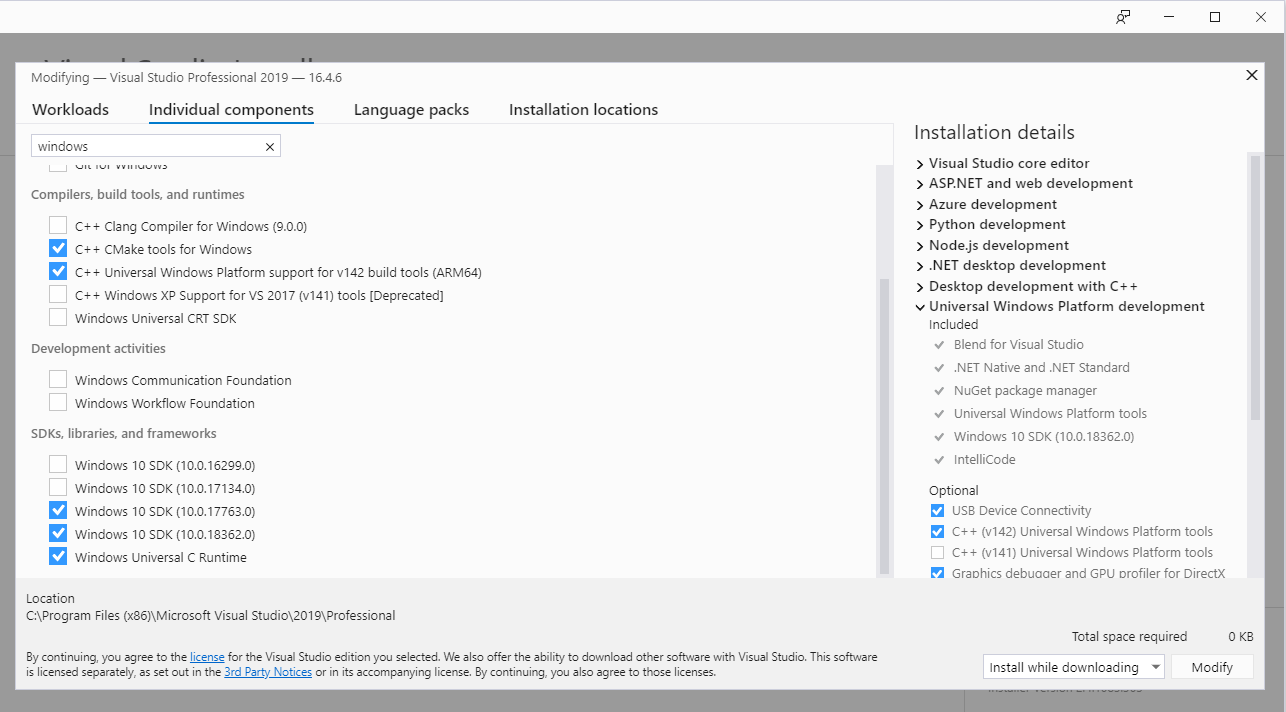 Modifying — Visual Studio Professional 2019 — 16.4.6
Workloads
Individual components
Language packs
Installation locations
windows
Git for Windows
Compilers, build tools, and runtimes
C++ Clang Compiler for Windows (9.0.0)
C++ CMake tools for Windows
C++ Universal Windows Platform support for v142 build tools (ARM64)
C++ Windows XP Support for VS 2017 (v141) tools [Deprecated]
Windows Universal CRT SDK
Development activities
Windows Communication Foundation
Windows Workflow Foundation
SDKs, libraries, and frameworks
Windows 10 SDK (10.0.16299.0)
Windows 10 SDK (10.0.17134.0)
Windows 10 SDK (10.0.17763.0)
Windows 10 SDK (10.0.18362.0)
Windows Universal C Runtime
Installation details
Visual Studio core editor
ASP.NET and web development
Azure development
Python development
Node.js development
.NET desktop development
Desktop development with C++
Universal Windows Platform development
Included
Blend for Visual Studio
.NET Native and .NET Standard
NuGet package manager
Universal Windows Platform tools
Windows 10 SDK (10.0.18362.0)
IntelliCode
Optional
USB Device Connectivity
C++ (v142) Universal Windows Platform tools
C++ (v141) Universal Windows Platform tools
Graphics debugger and GPU profiler for DirectX
Location
C:\Program Files (x86)\Microsoft Visual Studio\2019\Professional
Total space required 0 KB
By continuing, you agree to the license for the Visual Studio edition you selected. We also offer the ability to download other software with Visual Studio. This software
is licensed separately, as set out in the 3rd Party Notices or in its accompanying license. By continuing, you also agree to those licenses.
Install while downloading
Modify